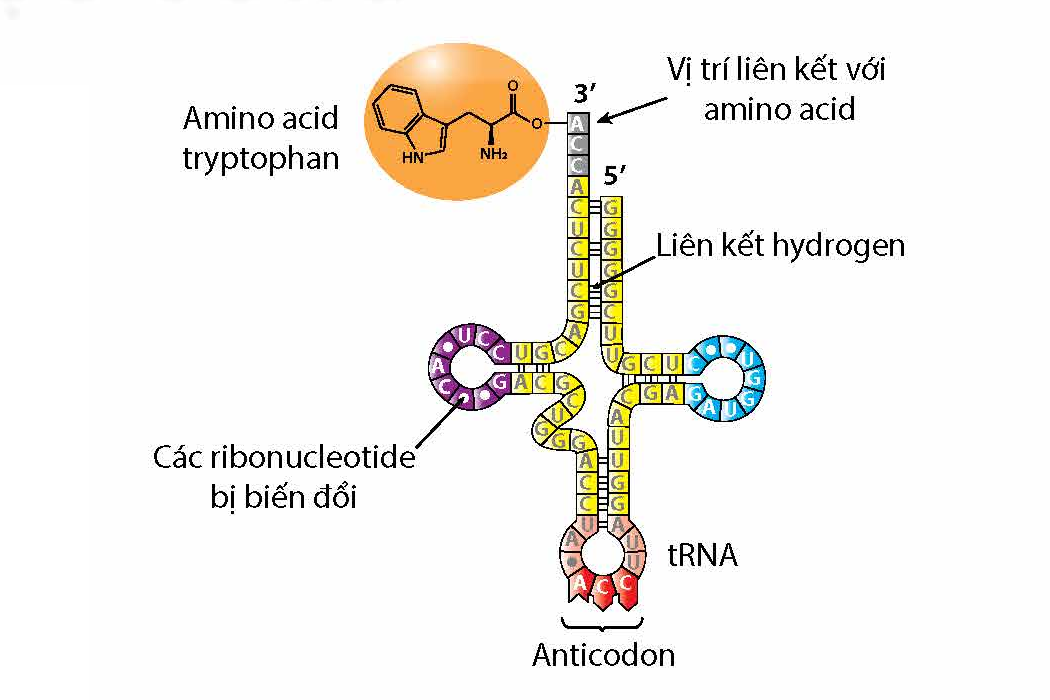 Vị trí liên kết với
amino acid
Amino acid
tryptophan
O
O
HN
NH₂
3’
5’
A
C
C
A
C
U
C
U
C
G
A
G
G
G
G
G
C
U
U
Liên kết hydrogen
U C C U G C
G C U C
U G G U A G
A G C
A C
G A C G
C U G G G
A C C U A
A U U G G A U U
Các ribonucleotide
bị biến đổi
tRNA
A C C
Anticodon